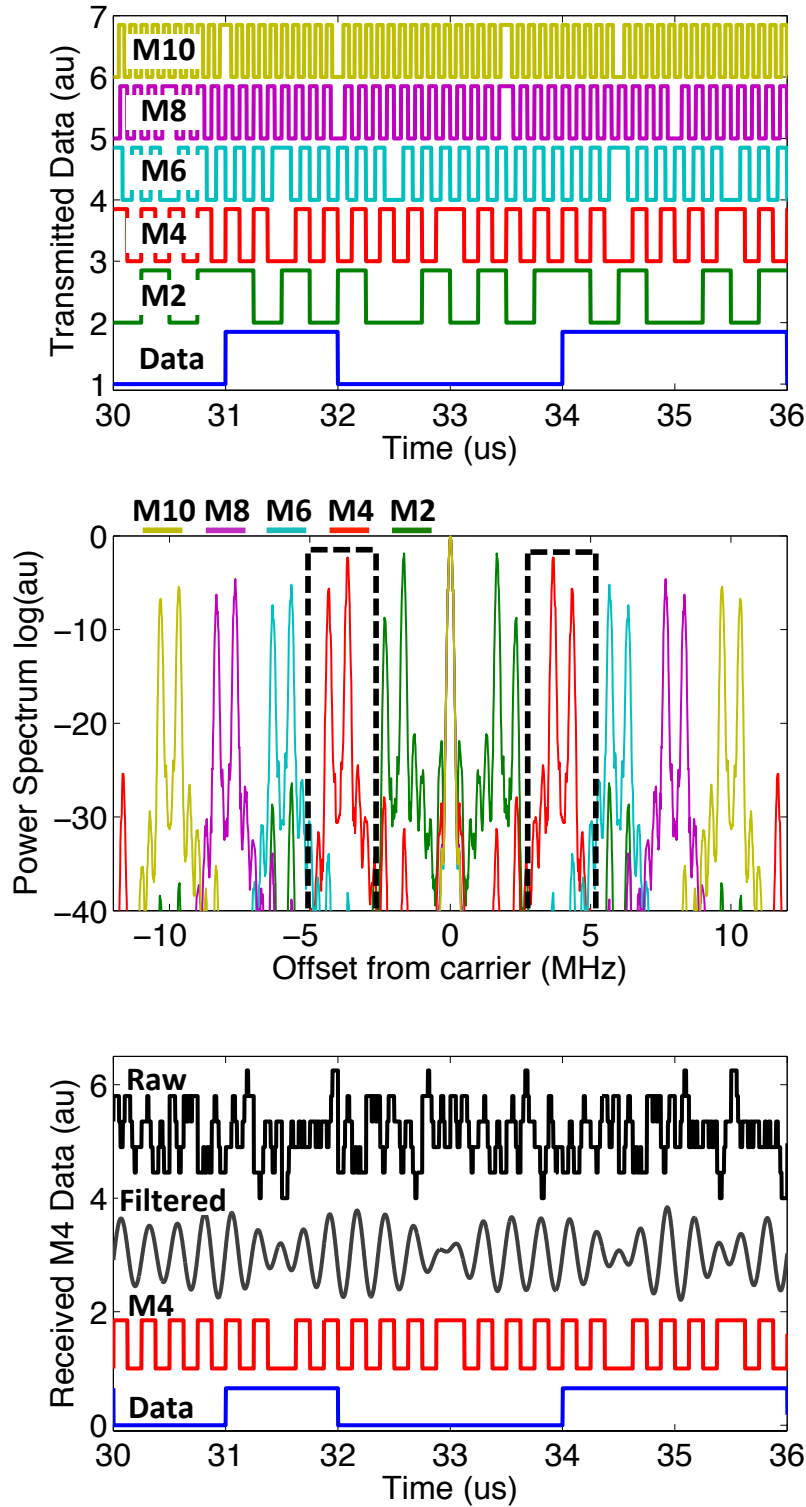 Transmitted Data (au)
7
6
5
4
3
2
1
M10
M8
M6
M4
M2
Data
30 31 32 33 34 35 36
Time (us)
M10 M8 M6 M4 M2
Power Spectrum log(au)
0
−10
−20
−30
−40
−10 −5 0 5 10
Offset from carrier (MHz)
Received M4 Data (au)
6
4
2
0
Raw
Filtered
M4
Data
30 31 32 33 34 35 36
Time (us)